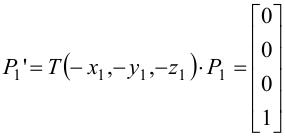 P₁' = T(−x₁,−y₁,−z₁)·P₁ = [0
0
0
1]